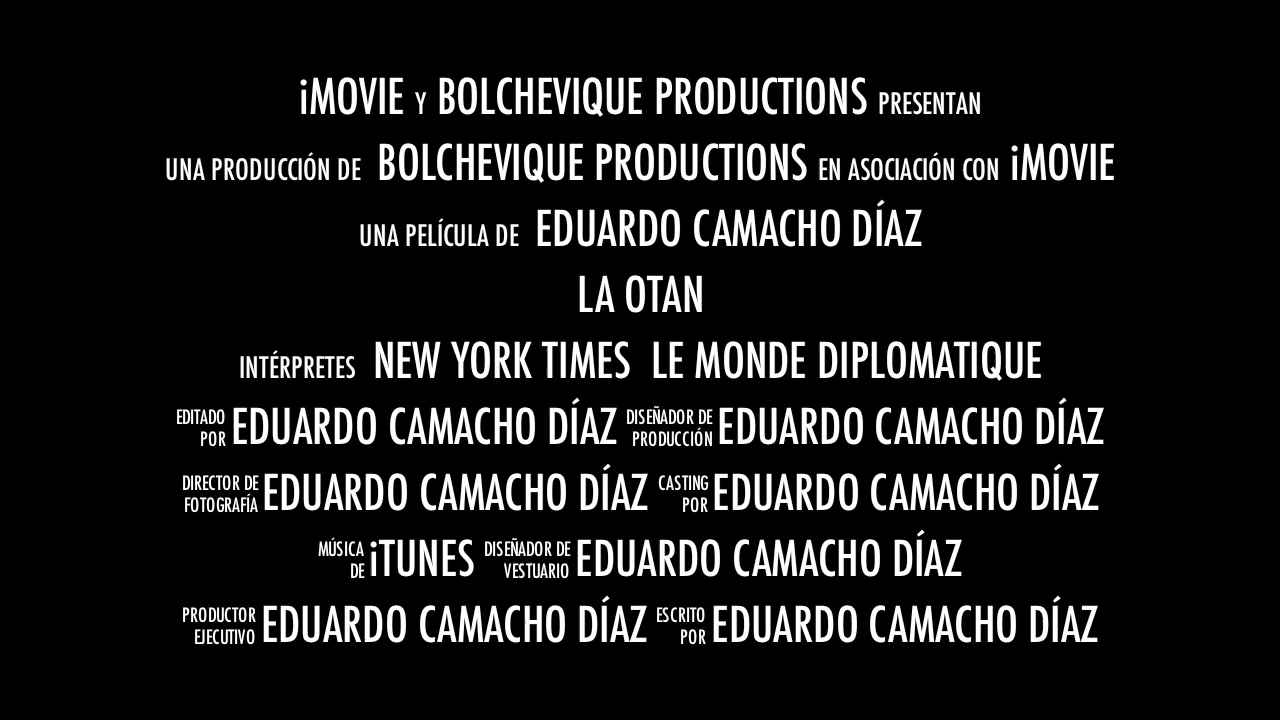 iMOVIE Y BOLCHEVIQUE PRODUCTIONS PRESENTAN
UNA PRODUCCIÓN DE BOLCHEVIQUE PRODUCTIONS EN ASOCIACIÓN CON iMOVIE
UNA PELÍCULA DE EDUARDO CAMACHO DÍAZ
LA OTAN
INTÉRPRETES NEW YORK TIMES LE MONDE DIPLOMATIQUE
EDITADO POR EDUARDO CAMACHO DÍAZ DISEÑADOR DE PRODUCCIÓN EDUARDO CAMACHO DÍAZ
DIRECTOR DE FOTOGRAFÍA EDUARDO CAMACHO DÍAZ CASTING POR EDUARDO CAMACHO DÍAZ
MÚSICA DE iTUNES DISEÑADOR DE VESTUARIO EDUARDO CAMACHO DÍAZ
PRODUCTOR EJECUTIVO EDUARDO CAMACHO DÍAZ ESCRITO POR EDUARDO CAMACHO DÍAZ